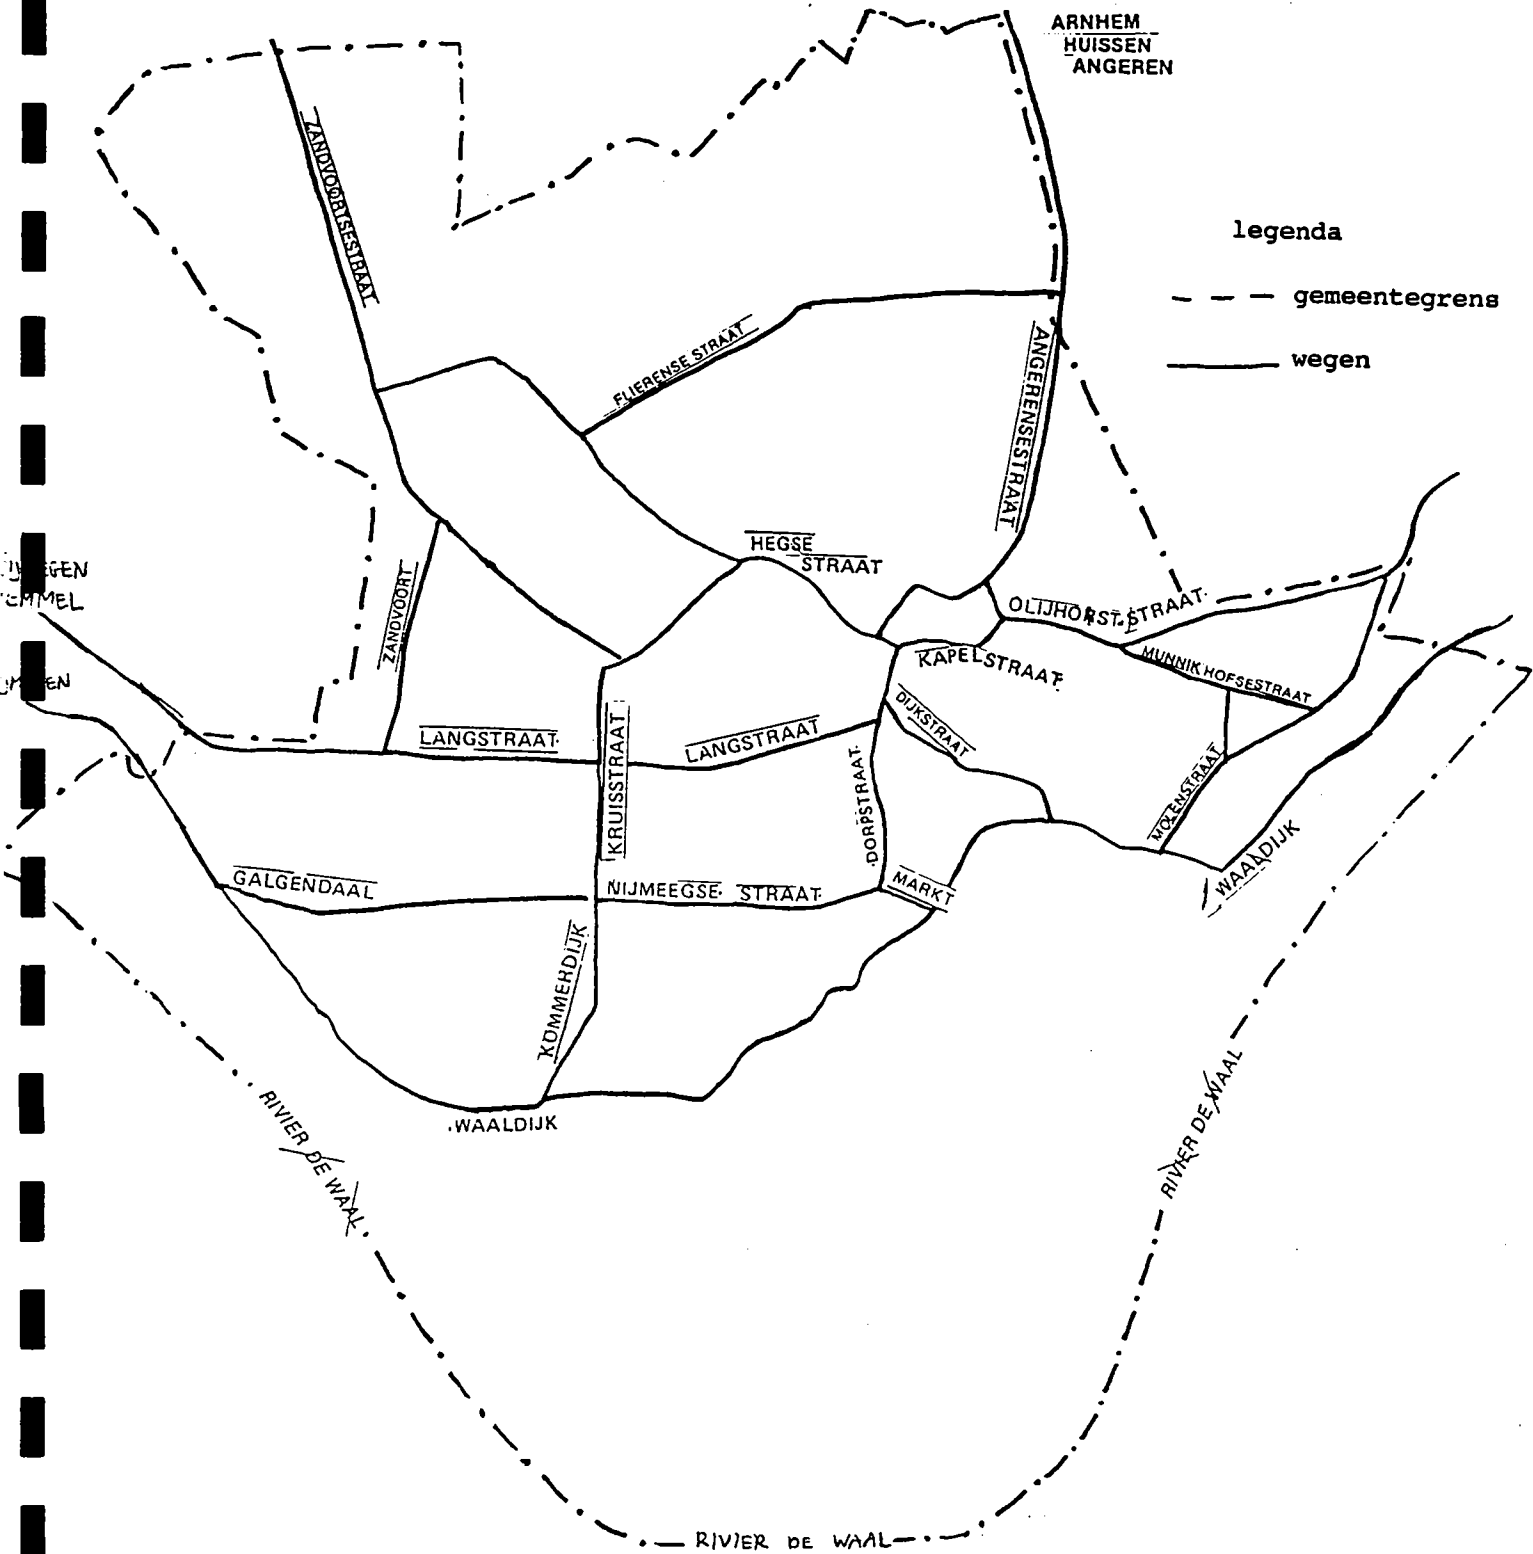 ARNHEM
HUISSEN
ANGEREN
ZANDVOORTSESTRAAT
legenda
gemeentegrens
wegen
FLIERENSE STRAAT
ANGERENSESTRAAT
HEGSE
STRAAT
ZANDVOORT
OLIJHORST STRAAT
KAPELSTRAAT
MUNNIKHOFSESTRAAT
DIJKSTRAAT
LANGSTRAAT
KRUISSTRAAT
LANGSTRAAT
DORPSTRAAT
MOLENSTRAAT
WAALDIJK
GALGENDAAL
NIJMEEGSE STRAAT
MARKT
KOMMERDIJK
WAALDIJK
RIVIER DE WAAL
RIVIER DE WAAL
RIVIER DE WAAL